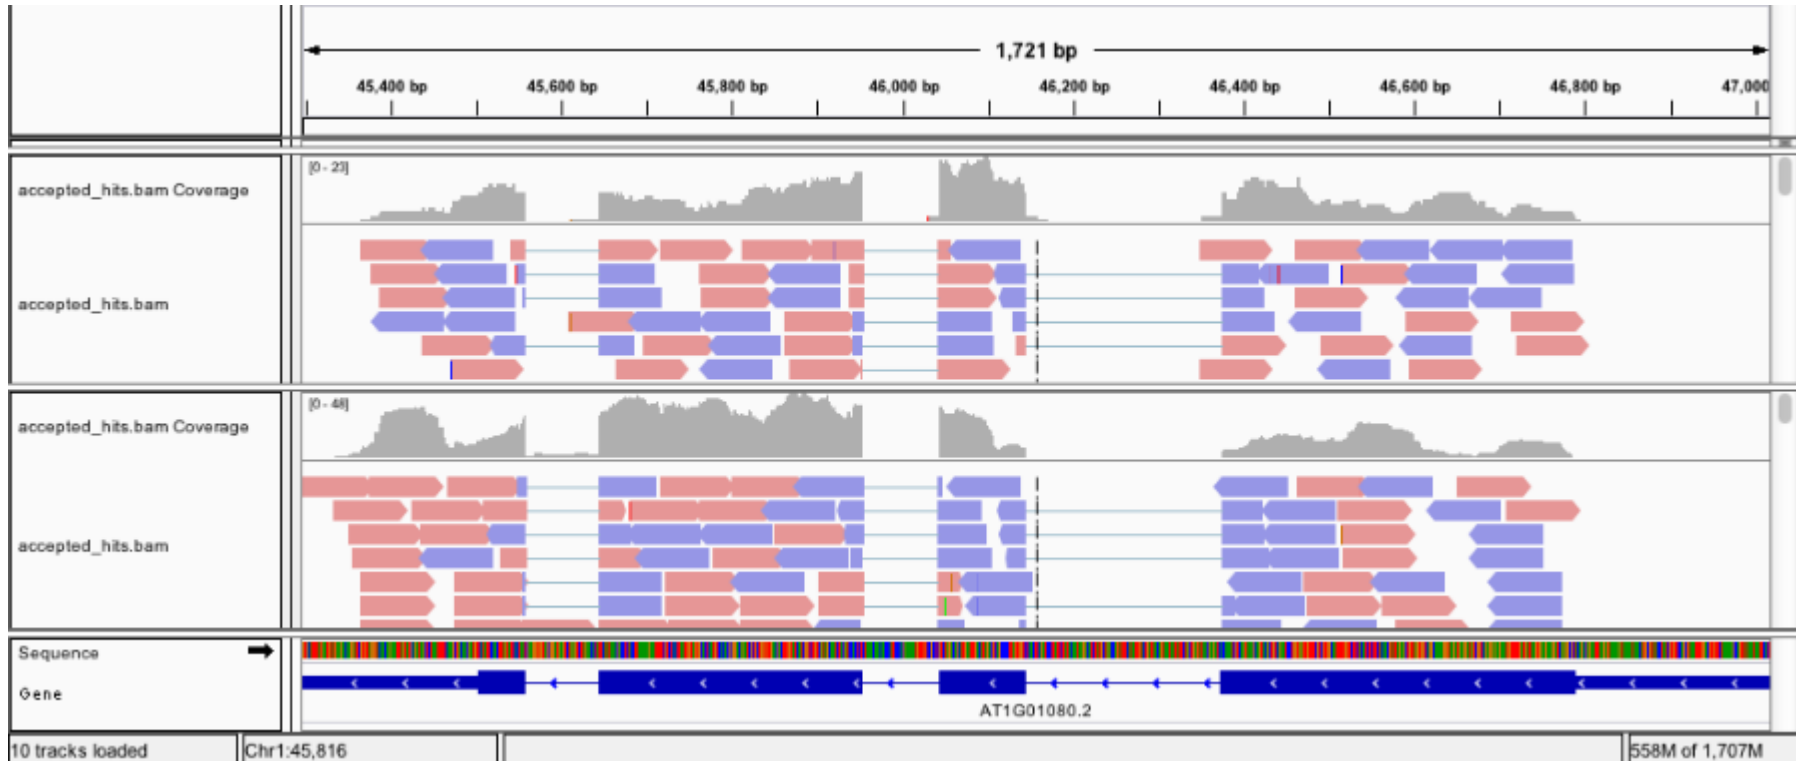 1,721 bp
45,400 bp 45,600 bp 45,800 bp 46,000 bp 46,200 bp 46,400 bp 46,600 bp 46,800 bp 47,000
[0 - 23]
accepted_hits.bam Coverage
accepted_hits.bam
[0 - 48]
accepted_hits.bam Coverage
accepted_hits.bam
Sequence
Gene
AT1G01080.2
10 tracks loaded Chr1:45,816 558M of 1,707M